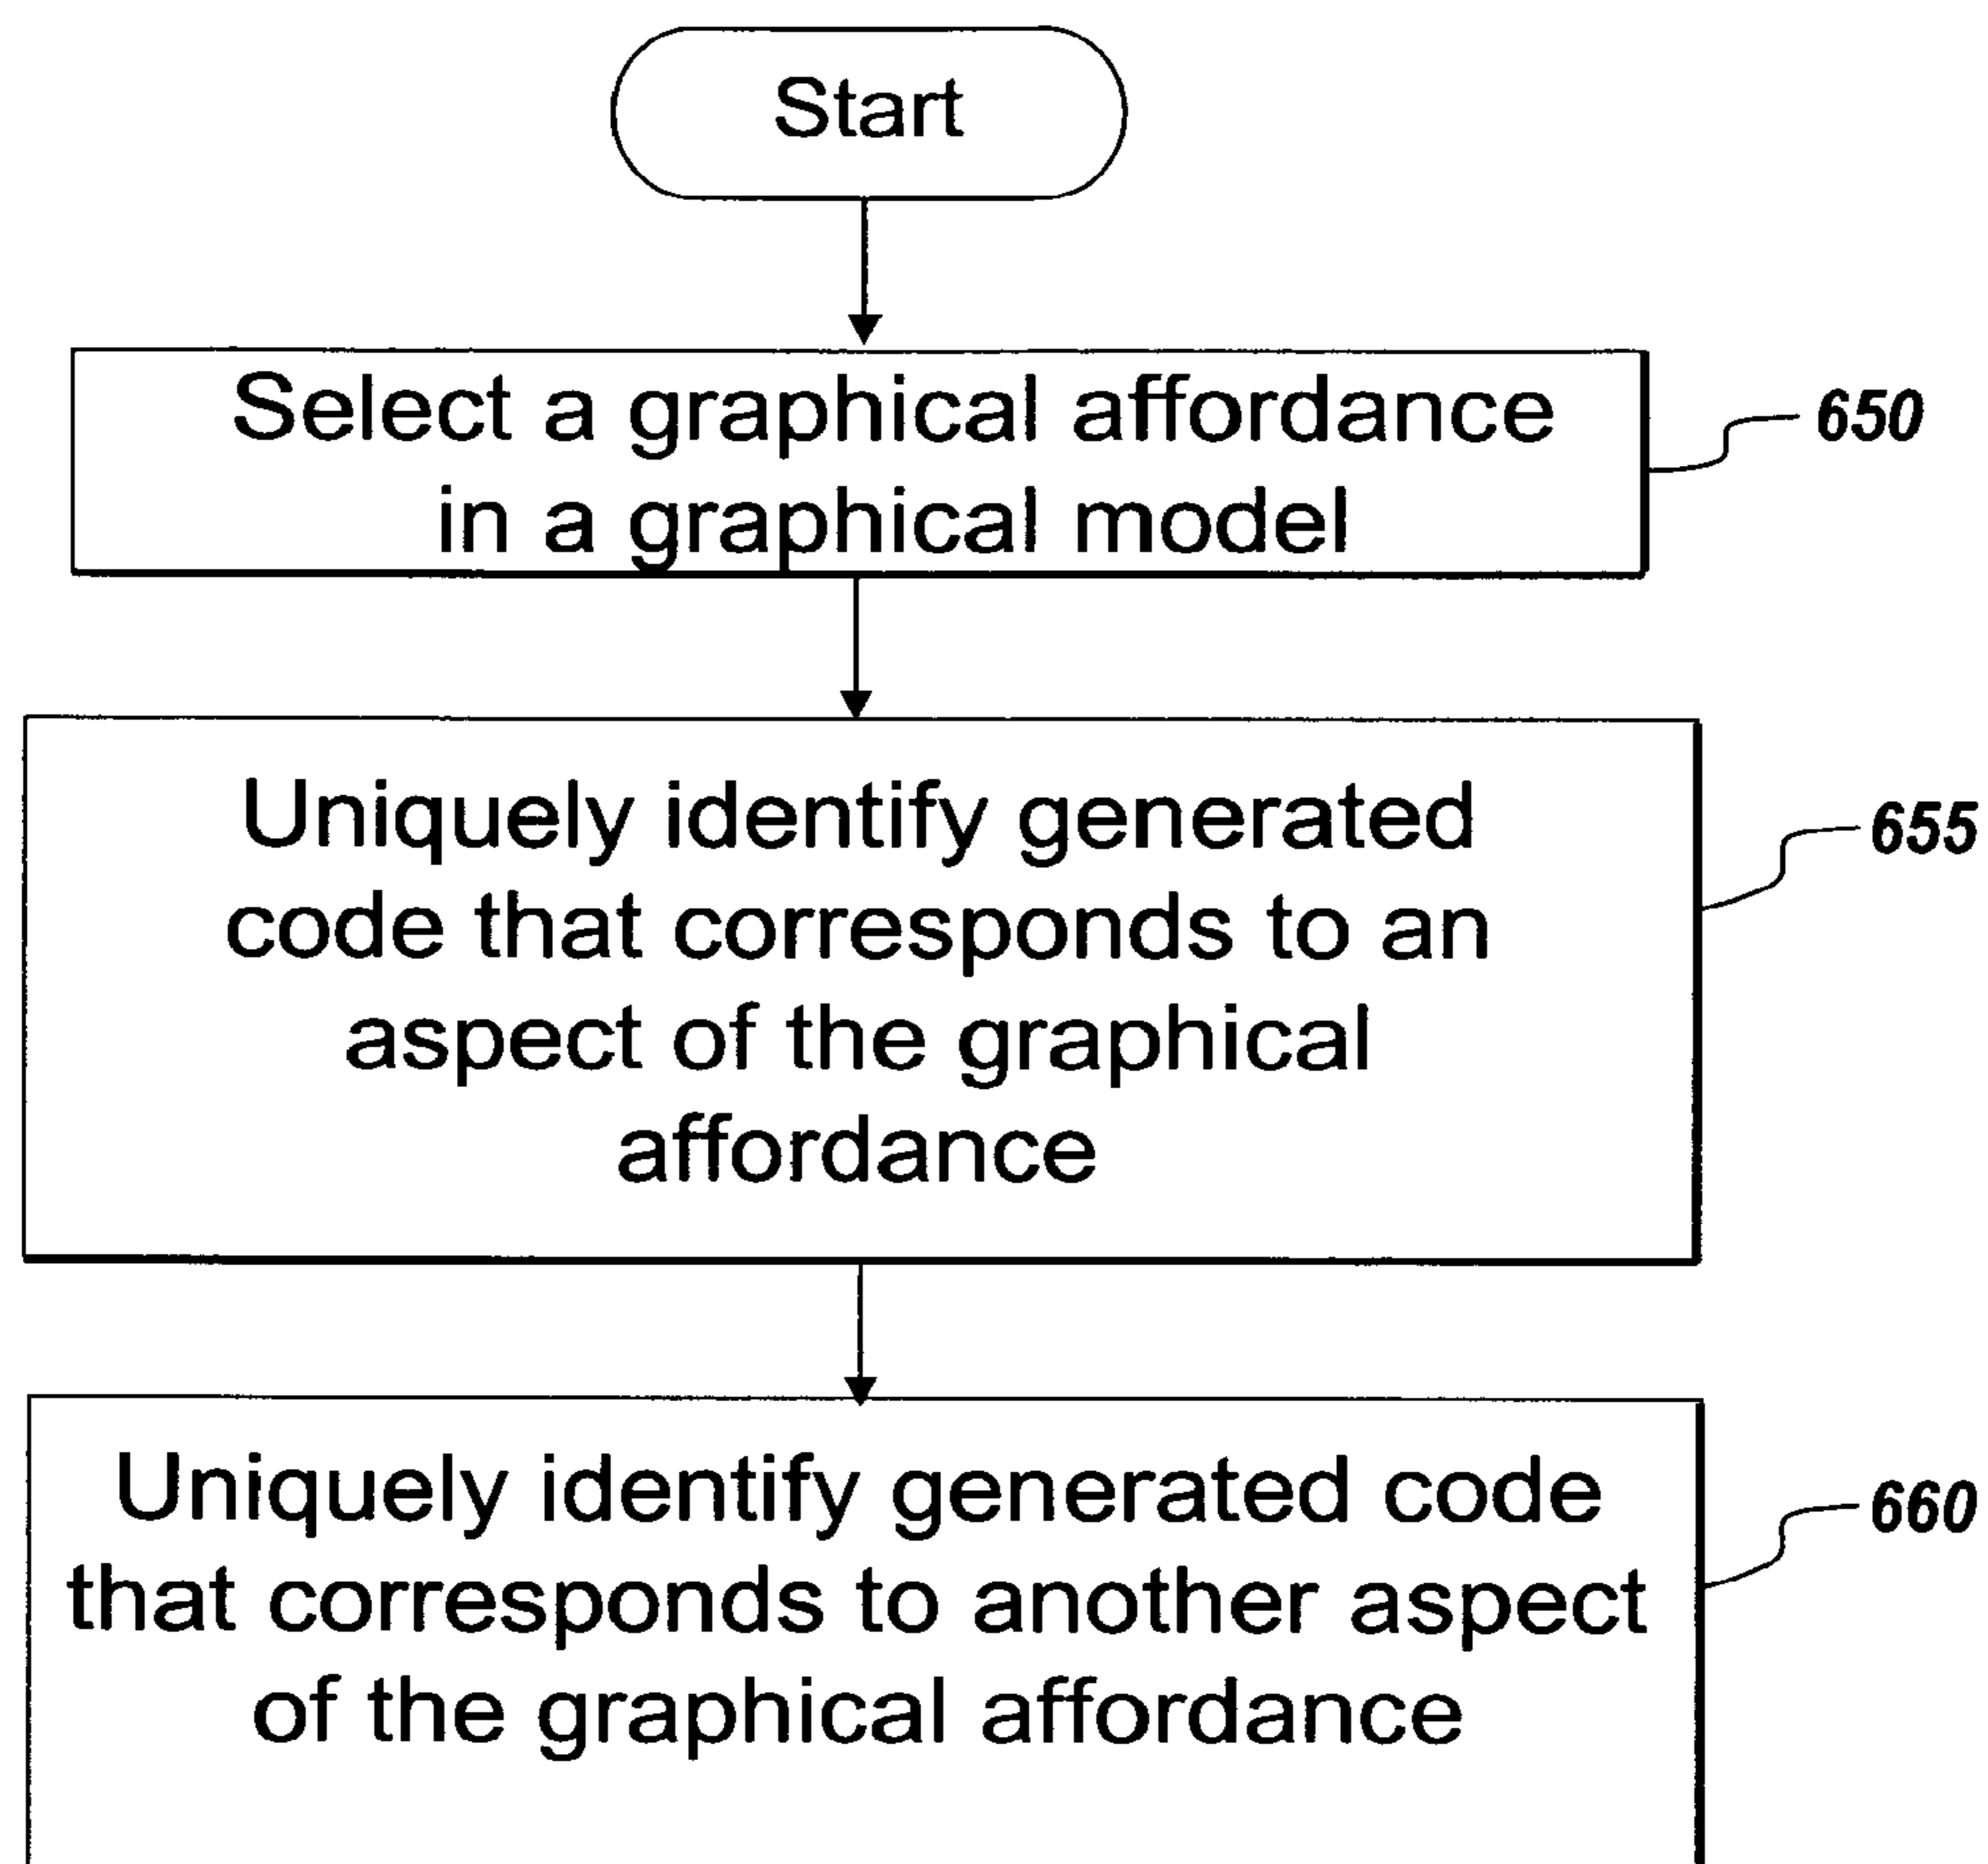 Start
Select a graphical affordance
in a graphical model
650
Uniquely identify generated
code that corresponds to an
aspect of the graphical
affordance
655
Uniquely identify generated code
that corresponds to another aspect
of the graphical affordance
660